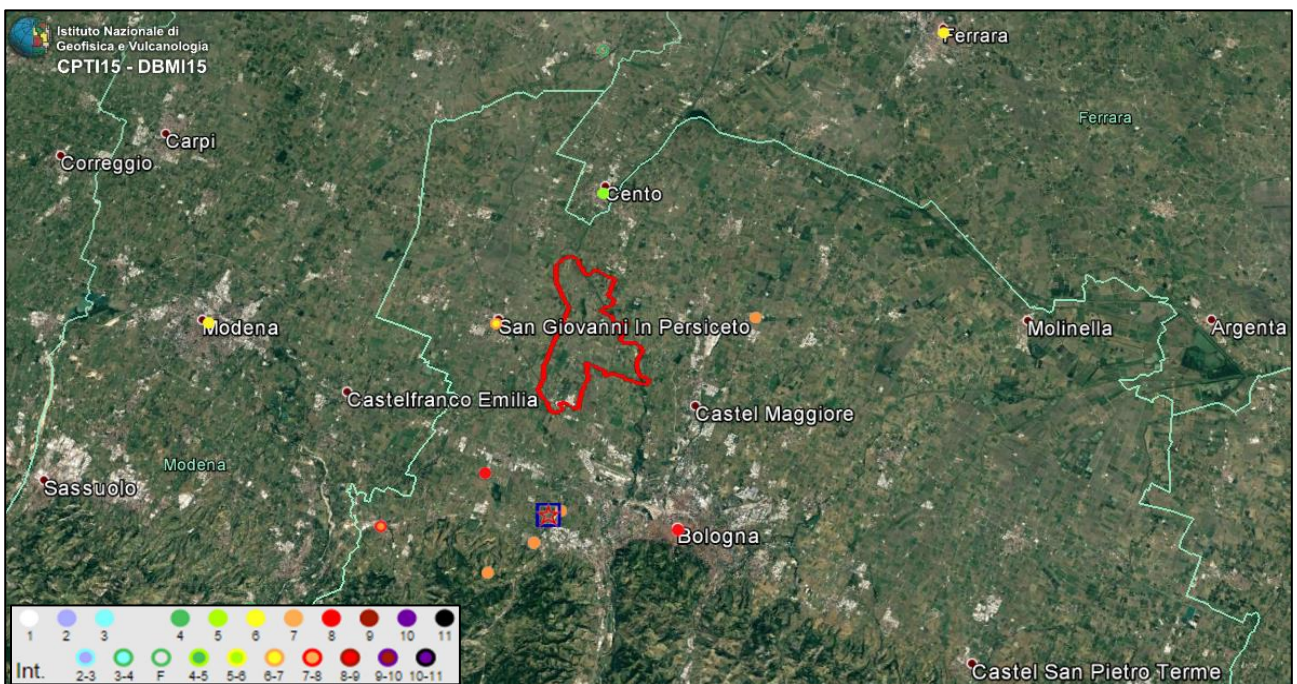 Istituto Nazionale di
Geofisica e Vulcanologia
CPTI15 - DBMI15
Ferrara
Ferrara
Carpi
Correggio
Cento
Modena
San Giovanni In Persiceto
Molinella
Argenta
Castelfranco Emilia
Castel Maggiore
Modena
Sassuolo
Bologna
Castel San Pietro Terme
1 2 3 4 5 6 7 8 9 10 11
Int. 2-3 3-4 F 4-5 5-6 6-7 7-8 8-9 9-10 10-11